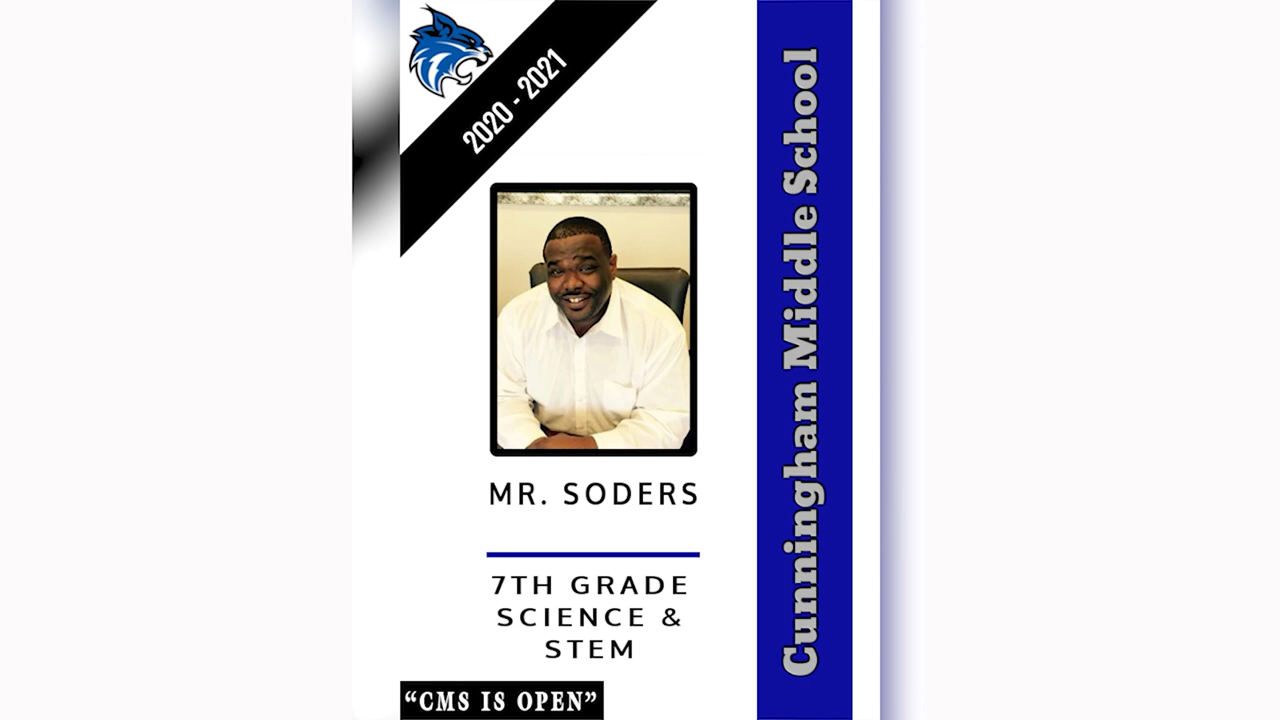 2020 - 2021
MR. SODERS
7TH GRADE
SCIENCE &
STEM
“CMS IS OPEN”
Cunningham Middle School